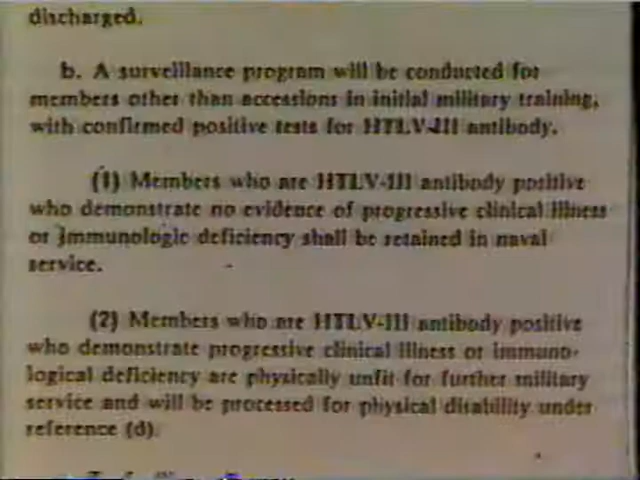 discharged.
b. A surveillance program will be conducted for
members other than accessions in initial military training,
with confirmed positive tests for HTLV-III antibody.
(1) Members who are HTLV-III antibody positive
who demonstrate no evidence of progressive clinical illness
or immunologic deficiency shall be retained in naval
service.
(2) Members who are HTLV-III antibody positive
who demonstrate progressive clinical illness or immuno-
logical deficiency are physically unfit for further military
service and will be processed for physical disability under
reference (d).